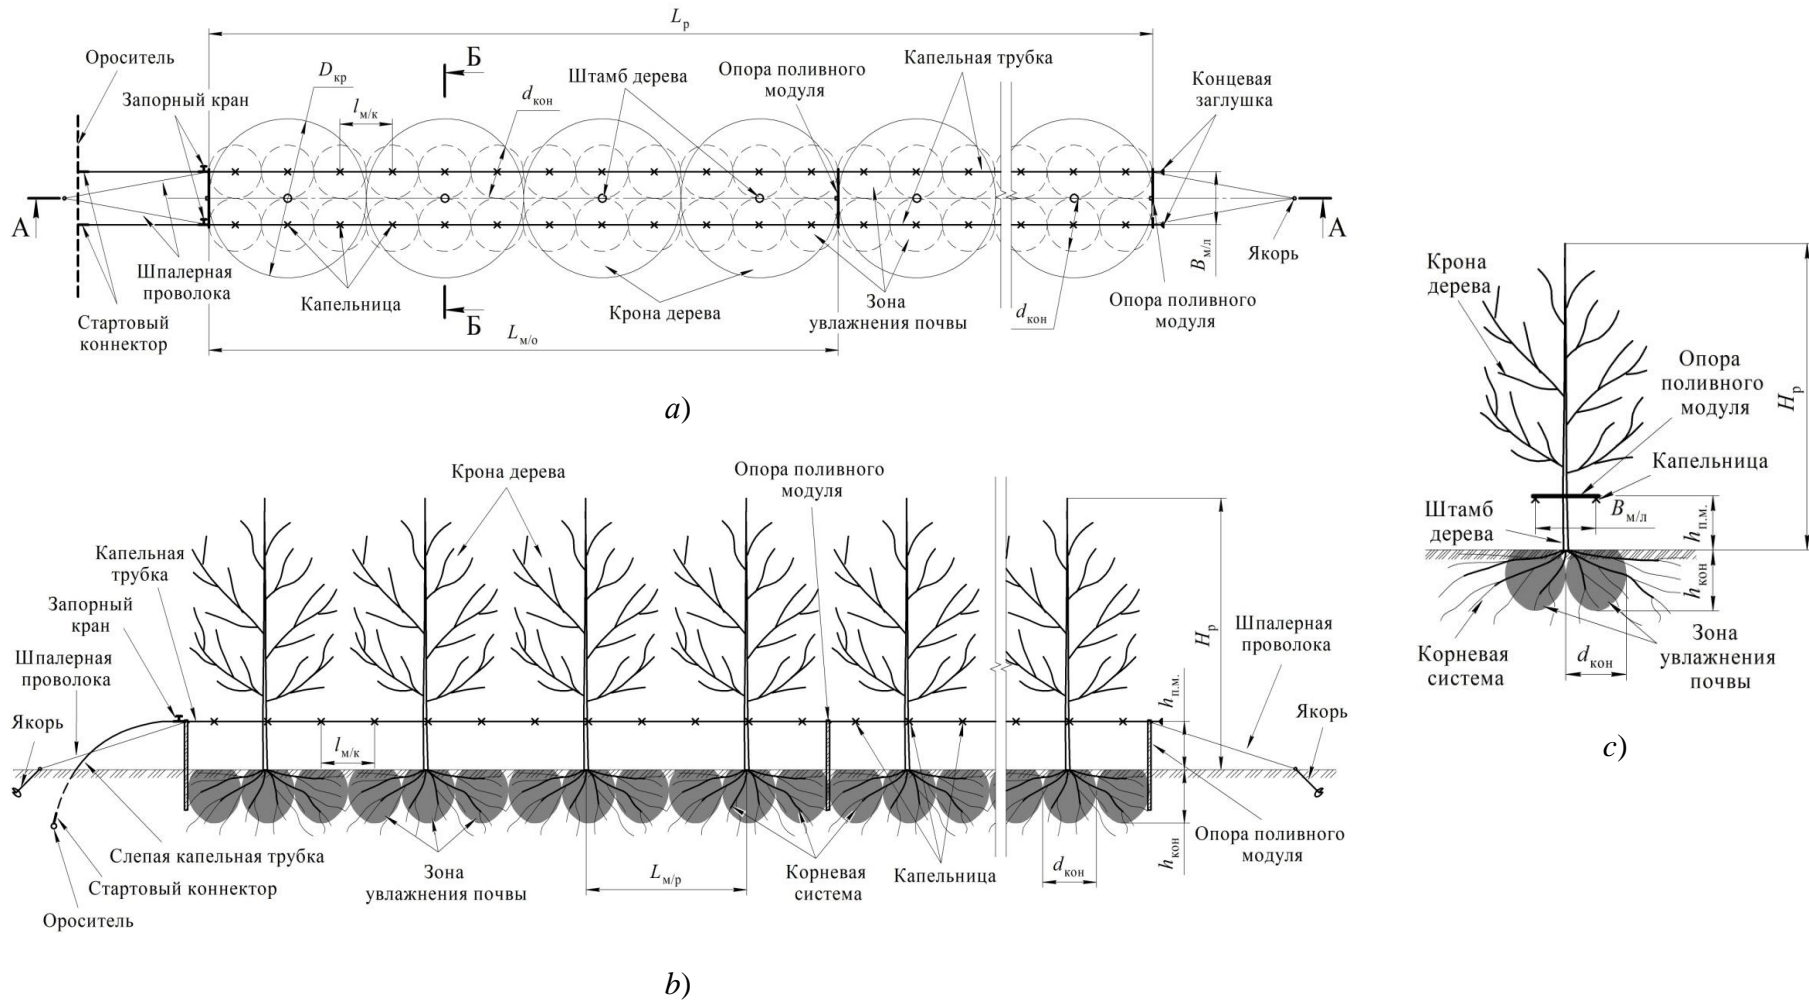 Lр
Ороситель
Б
Dкр
Штамб дерева
Опора поливного
модуля
Капельная трубка
Концевая
заглушка
Запорный кран
lм/к
dкон
А
А
Шпалерная
проволока
Капельница
Крона дерева
Зона
увлажнения почвы
dкон
Bм/л
Якорь
Опора поливного
модуля
Стартовый
коннектор
Б
Lм/о
a)
Крона дерева
Опора поливного
модуля
Капельная
трубка
Запорный
кран
Шпалерная
проволока
Якорь
lм/к
Hр
hп.м.
Шпалерная
проволока
Якорь
Слепая капельная трубка
Стартовый коннектор
Ороситель
Зона
увлажнения почвы
Lм/р
Корневая
система
Капельница
dкон
hкон
Опора поливного
модуля
b)
Крона
дерева
Опора
поливного
модуля
Капельница
Hр
Штамб
дерева
Bм/л
hп.м.
hкон
Корневая
система
dкон
Зона
увлажнения
почвы
c)